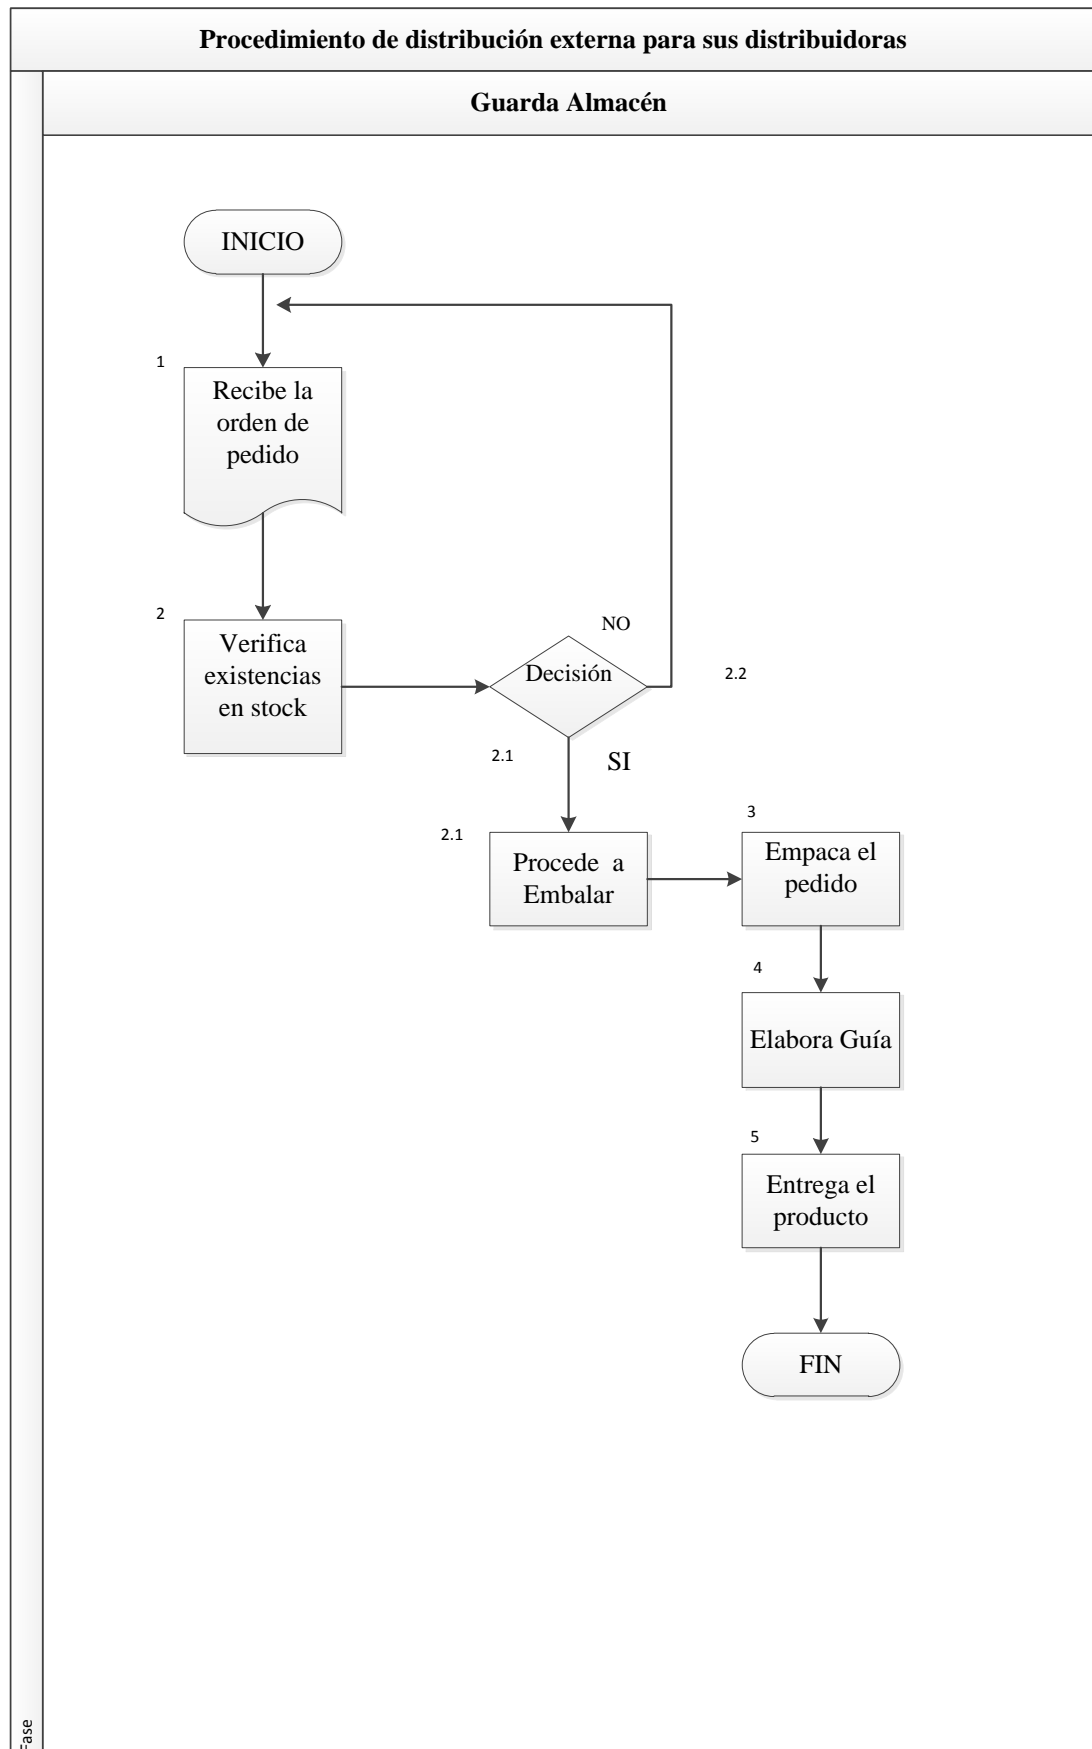 Procedimiento de distribución externa para sus distribuidoras
Guarda Almacén
INICIO
1
Recibe la
orden de
pedido
2
Verifica
existencias
en stock
NO
Decisión
2.2
2.1
SI
2.1
Procede a
Embalar
3
Empaca el
pedido
4
Elabora Guía
5
Entrega el
producto
FIN
Fase